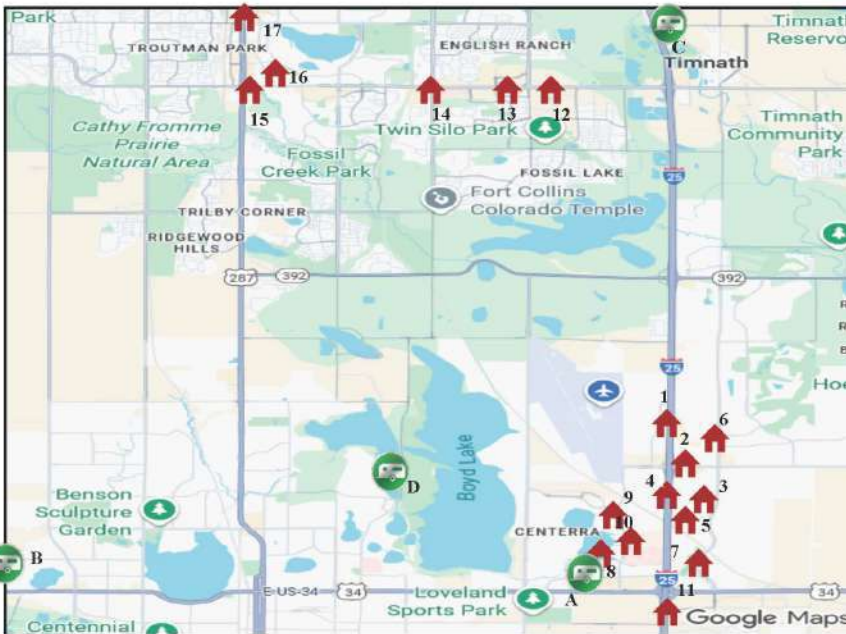 Park
17
TROUTMAN PARK
16
15
ENGLISH RANCH
C
Timnath
Timnath
Reservo
14
13
12
Cathy Fromme
Prairie
Natural Area
Fossil
Creek Park
Twin Silo Park
Timnath
Community
Park
FOSSIL LAKE
25
Fort Collins
Colorado Temple
TRILBY CORNER
RIDGEWOOD
HILLS
287
392
392
R
R
B
25
Hoe
1
6
2
D
Boyd Lake
4
3
9
5
Benson
Sculpture
Garden
CENTERRA
10
B
7
8
A
25
E US-34
34
34
Loveland
Sports Park
11
Google Maps
Centennial